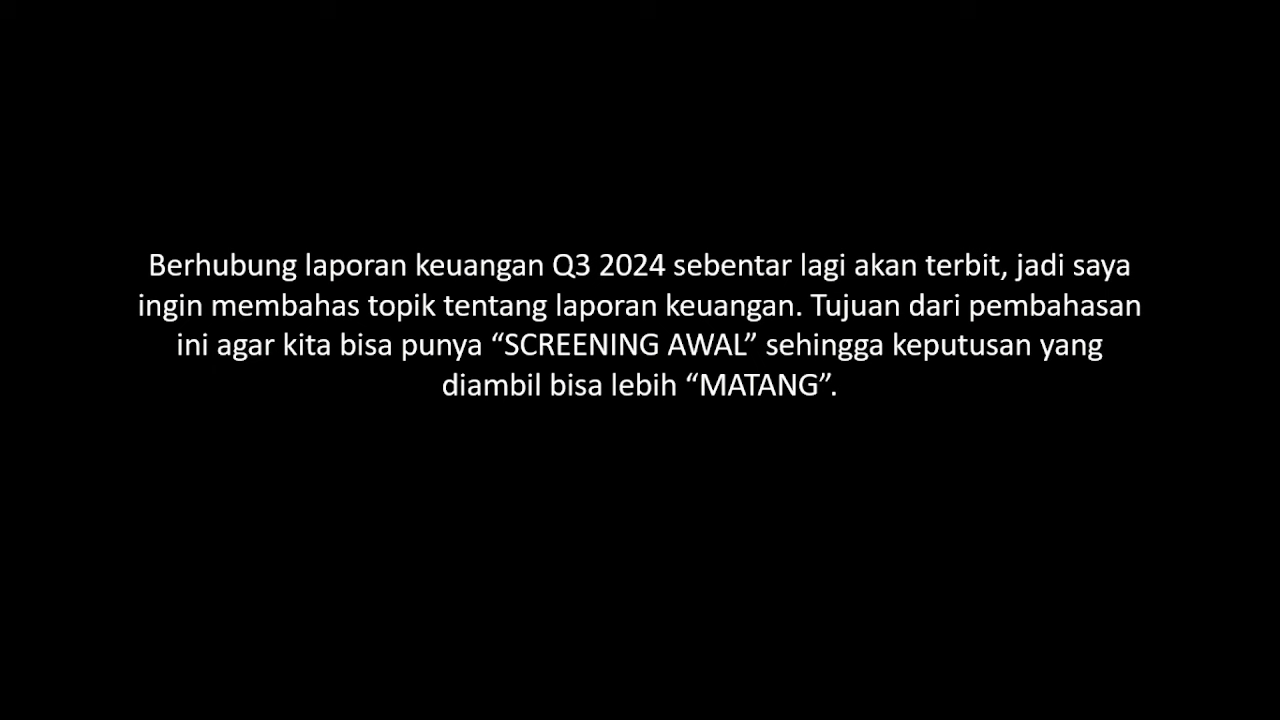 Berhubung laporan keuangan Q3 2024 sebentar lagi akan terbit, jadi saya
ingin membahas topik tentang laporan keuangan. Tujuan dari pembahasan
ini agar kita bisa punya “SCREENING AWAL” sehingga keputusan yang
diambil bisa lebih “MATANG”.